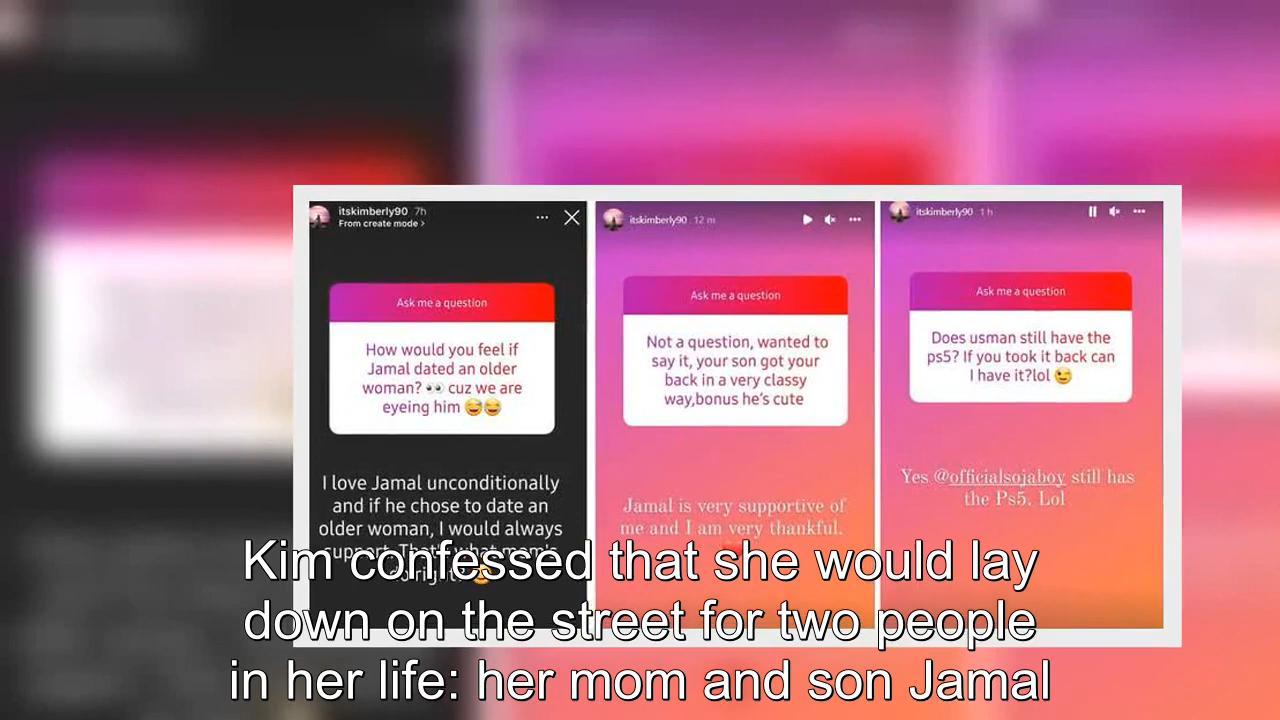 itskimberly90 7h
From create mode >
Ask me a question
How would you feel if
Jamal dated an older
woman? 👀 cuz we are
eyeing him 😅😂
I love Jamal unconditionally
and if he chose to date an
older woman, I would always
support. That's what mom's
do right?
itskimberly90 12 m
Ask me a question
Not a question, wanted to
say it, your son got your
back in a very classy
way,bonus he's cute
Jamal is very supportive of
me and I am very thankful.
itskimberly90 1 h
Ask me a question
Does usman still have the
ps5? If you took it back can
I have it?lol 😉
Yes @officialsojaboy still has
the Ps5. Lol
Kim confessed that she would lay
down on the street for two people
in her life: her mom and son Jamal